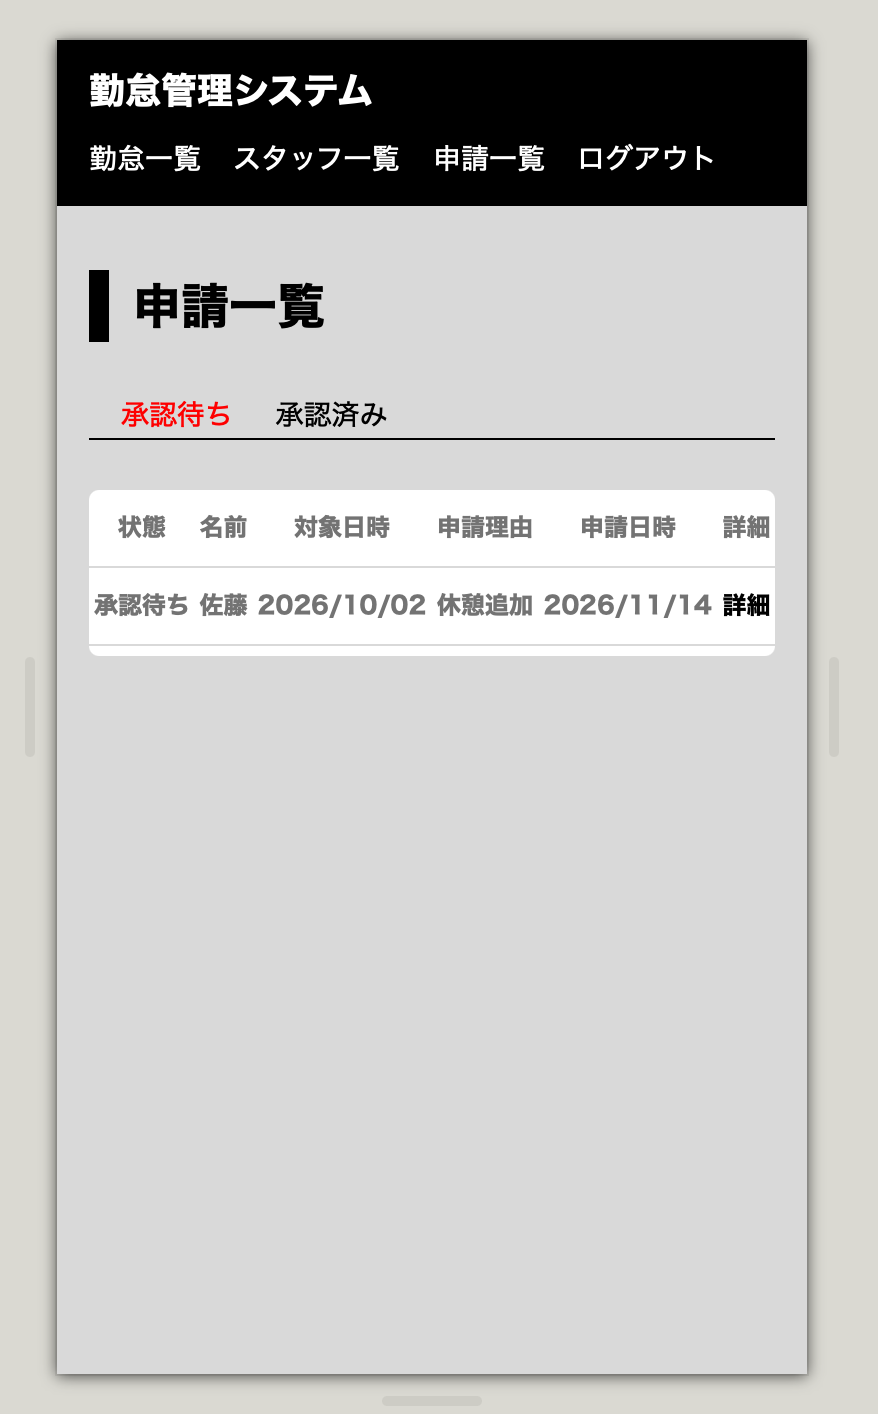 勤怠管理システム
勤怠一覧 スタッフ一覧 申請一覧 ログアウト
申請一覧
承認待ち 承認済み
状態 名前 対象日時 申請理由 申請日時 詳細
承認待ち 佐藤 2026/10/02 休憩追加 2026/11/14 詳細